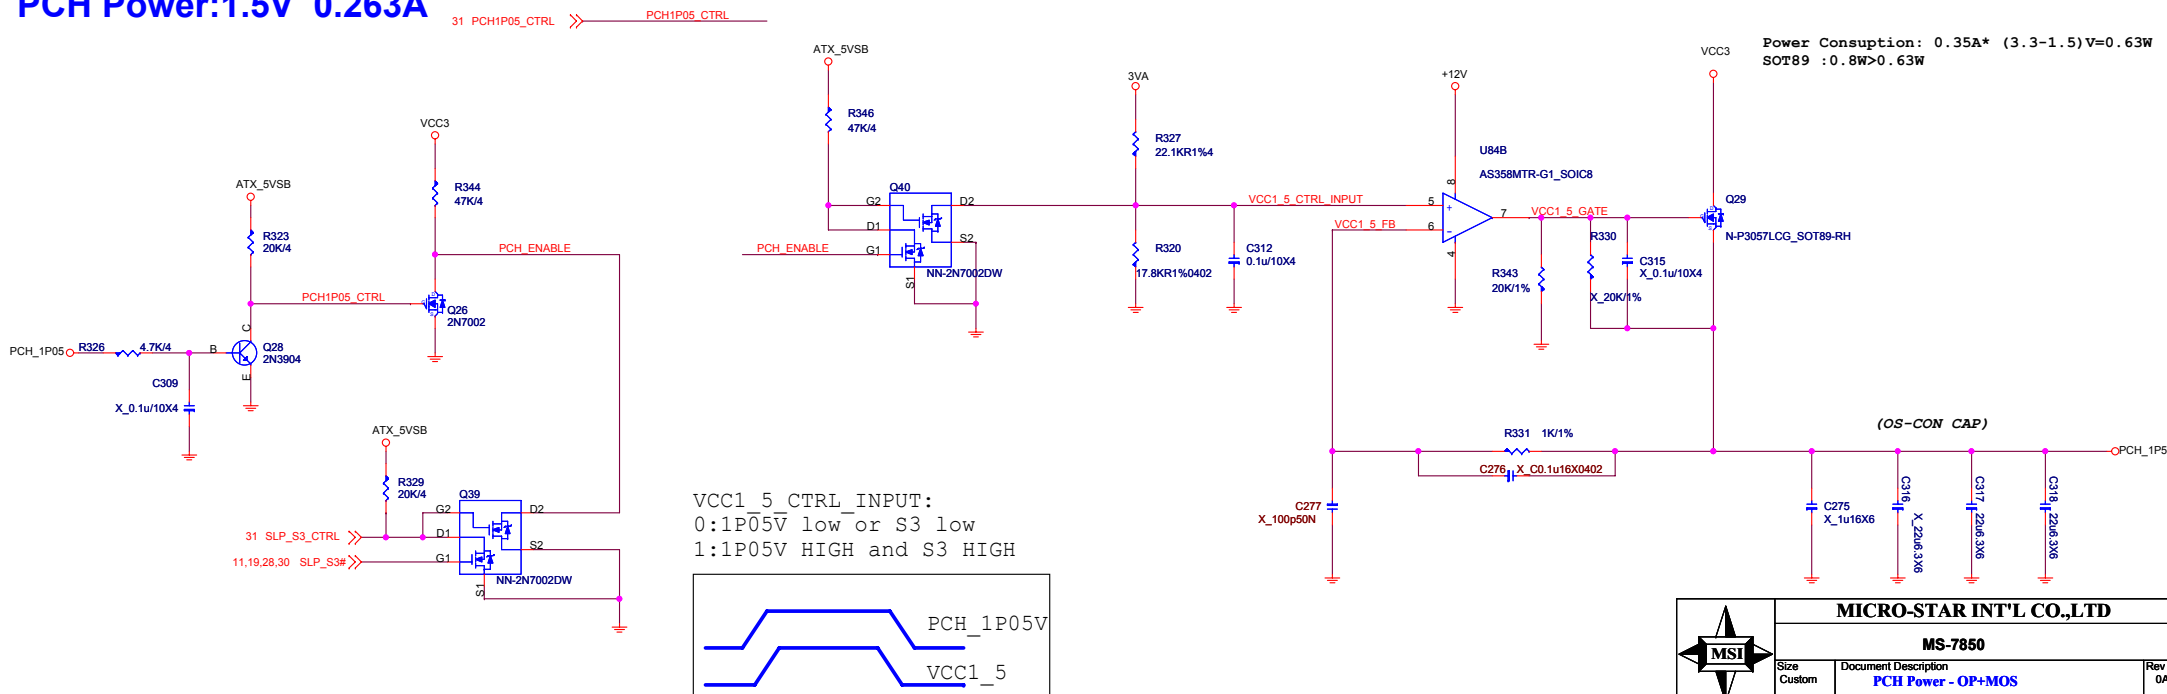 PCH Power:1.5V 0.263A
31 PCH1P05_CTRL
PCH1P05_CTRL
Power Consuption: 0.35A* (3.3-1.5)V=0.63W
SOT89 :0.8W>0.63W
ATX_5VSB
R346
47K/4
3VA
R327
22.1KR1%4
+12V
VCC3
U84B
AS358MTR-G1_SOIC8
VCC3
R344
47K/4
ATX_5VSB
R323
20K/4
PCH_ENABLE
PCH1P05_CTRL
Q26
2N7002
PCH_1P05
R326
4.7K/4
B
C
E
Q28
2N3904
C309
X_0.1u/10X4
ATX_5VSB
R329
20K/4
Q39
G2
D2
D1
S2
G1
S1
NN-2N7002DW
31 SLP_S3_CTRL
11,19,28,30 SLP_S3#
PCH_ENABLE
Q40
G2
D2
D1
S2
G1
S1
NN-2N7002DW
VCC1_5_CTRL_INPUT
VCC1_5_FB
R320
17.8KR1%0402
C312
0.1u/10X4
5
6
7
8
4
+
-
VCC1_5_GATE
R343
20K/1%
R330
X_20K/1%
C315
X_0.1u/10X4
Q29
N-P3057LCG_SOT89-RH
R331 1K/1%
C276 X_C0.1u16X0402
C277
X_100p50N
(OS-CON CAP)
PCH_1P5
C275
X_1u16X6
C316
X_22u6.3X6
C317
22u6.3X6
C318
22u6.3X6
VCC1_5_CTRL_INPUT:
0:1P05V low or S3 low
1:1P05V HIGH and S3 HIGH
PCH_1P05V
VCC1_5
MSI
MICRO-STAR INT'L CO.,LTD
MS-7850
Size
Custom
Document Description
PCH Power - OP+MOS
Rev
0A